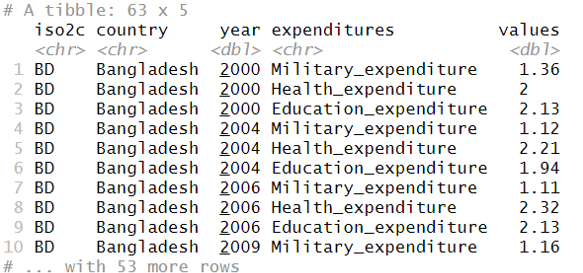 # A tibble: 63 x 5
iso2c country year expenditures values
<chr> <chr> <dbl> <chr> <dbl>
1 BD Bangladesh 2000 Military_expenditure 1.36
2 BD Bangladesh 2000 Health_expenditure 2
3 BD Bangladesh 2000 Education_expenditure 2.13
4 BD Bangladesh 2004 Military_expenditure 1.12
5 BD Bangladesh 2004 Health_expenditure 2.21
6 BD Bangladesh 2004 Education_expenditure 1.94
7 BD Bangladesh 2006 Military_expenditure 1.11
8 BD Bangladesh 2006 Health_expenditure 2.32
9 BD Bangladesh 2006 Education_expenditure 2.13
10 BD Bangladesh 2009 Military_expenditure 1.16
# ... with 53 more rows